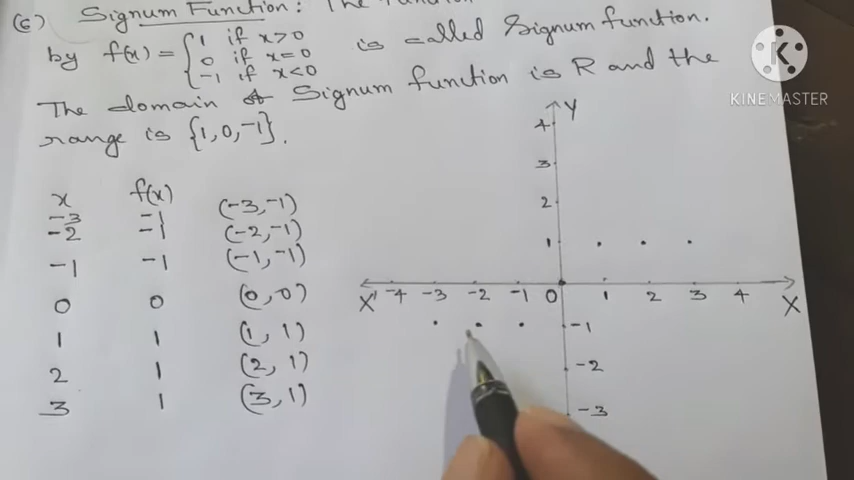 (6) Signum Function: The Function
by f(x) = { 1 if x>0
0 if x=0
-1 if x<0
is called Signum function.
The domain of Signum function is R and the
range is {1, 0, -1}.
x f(x)
-3 -1 (-3, -1)
-2 -1 (-2, -1)
-1 -1 (-1, -1)
0 0 (0, 0)
1 1 (1, 1)
2 1 (2, 1)
3 1 (3, 1)
Y
4
3
2
1
X' -4 -3 -2 -1 0 1 2 3 4 X
-1
-2
-3
KINEMASTER